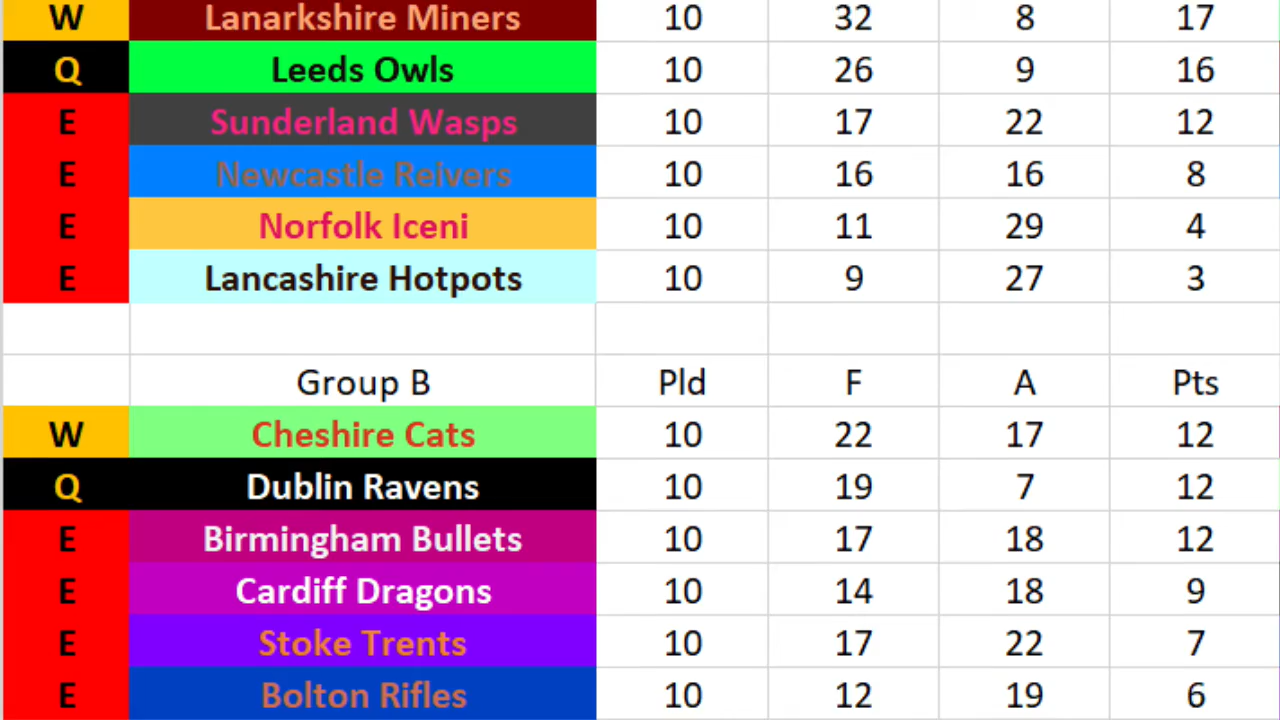 W Lanarkshire Miners 10 32 8 17
Q Leeds Owls 10 26 9 16
E Sunderland Wasps 10 17 22 12
E Newcastle Reivers 10 16 16 8
E Norfolk Iceni 10 11 29 4
E Lancashire Hotpots 10 9 27 3
Group B Pld F A Pts
W Cheshire Cats 10 22 17 12
Q Dublin Ravens 10 19 7 12
E Birmingham Bullets 10 17 18 12
E Cardiff Dragons 10 14 18 9
E Stoke Trents 10 17 22 7
E Bolton Rifles 10 12 19 6